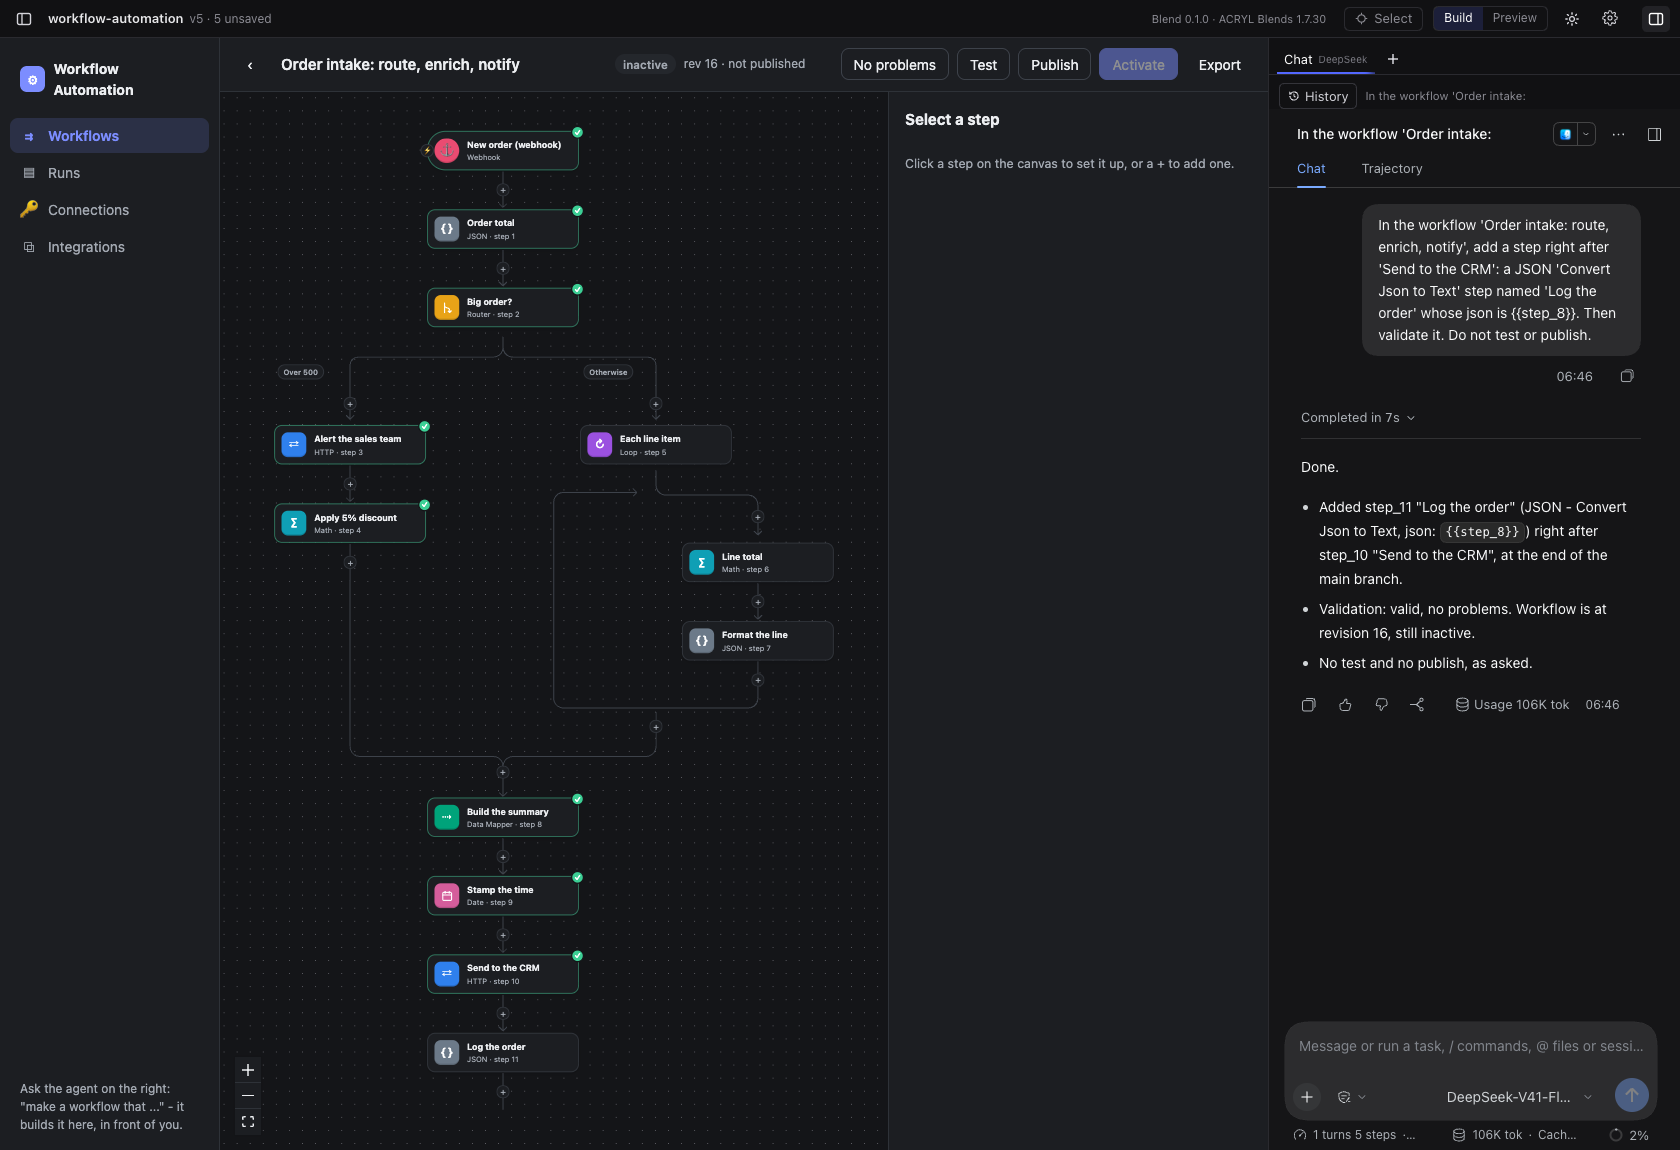 workflow-automation v5 · 5 unsaved
Blend 0.1.0 · ACRYL Blends 1.7.30
Select
Build
Preview
Workflow
Automation
Workflows
Runs
Connections
Integrations
Ask the agent on the right:
"make a workflow that ..." - it
builds it here, in front of you.
Order intake: route, enrich, notify
inactive
rev 16 · not published
No problems
Test
Publish
Activate
Export
New order (webhook)
Webhook
Order total
JSON · step 1
Big order?
Router · step 2
Over 500
Otherwise
Alert the sales team
HTTP · step 3
Each line item
Loop · step 5
Apply 5% discount
Math · step 4
Line total
Math · step 6
Format the line
JSON · step 7
Build the summary
Data Mapper · step 8
Stamp the time
Date · step 9
Send to the CRM
HTTP · step 10
Log the order
JSON · step 11
Select a step
Click a step on the canvas to set it up, or a + to add one.
Chat DeepSeek
History
In the workflow 'Order intake:
In the workflow 'Order intake:
Chat
Trajectory
In the workflow 'Order intake: route,
enrich, notify', add a step right after
'Send to the CRM': a JSON 'Convert
Json to Text' step named 'Log the
order' whose json is {{step_8}}. Then
validate it. Do not test or publish.
06:46
Completed in 7s
Done.
• Added step_11 "Log the order" (JSON - Convert
Json to Text, json: {{step_8}}) right after
step_10 "Send to the CRM", at the end of the
main branch.
• Validation: valid, no problems. Workflow is at
revision 16, still inactive.
• No test and no publish, as asked.
Usage 106K tok 06:46
Message or run a task, / commands, @ files or sessi...
DeepSeek-V41-Fl...
1 turns 5 steps ·...
106K tok · Cach...
2%